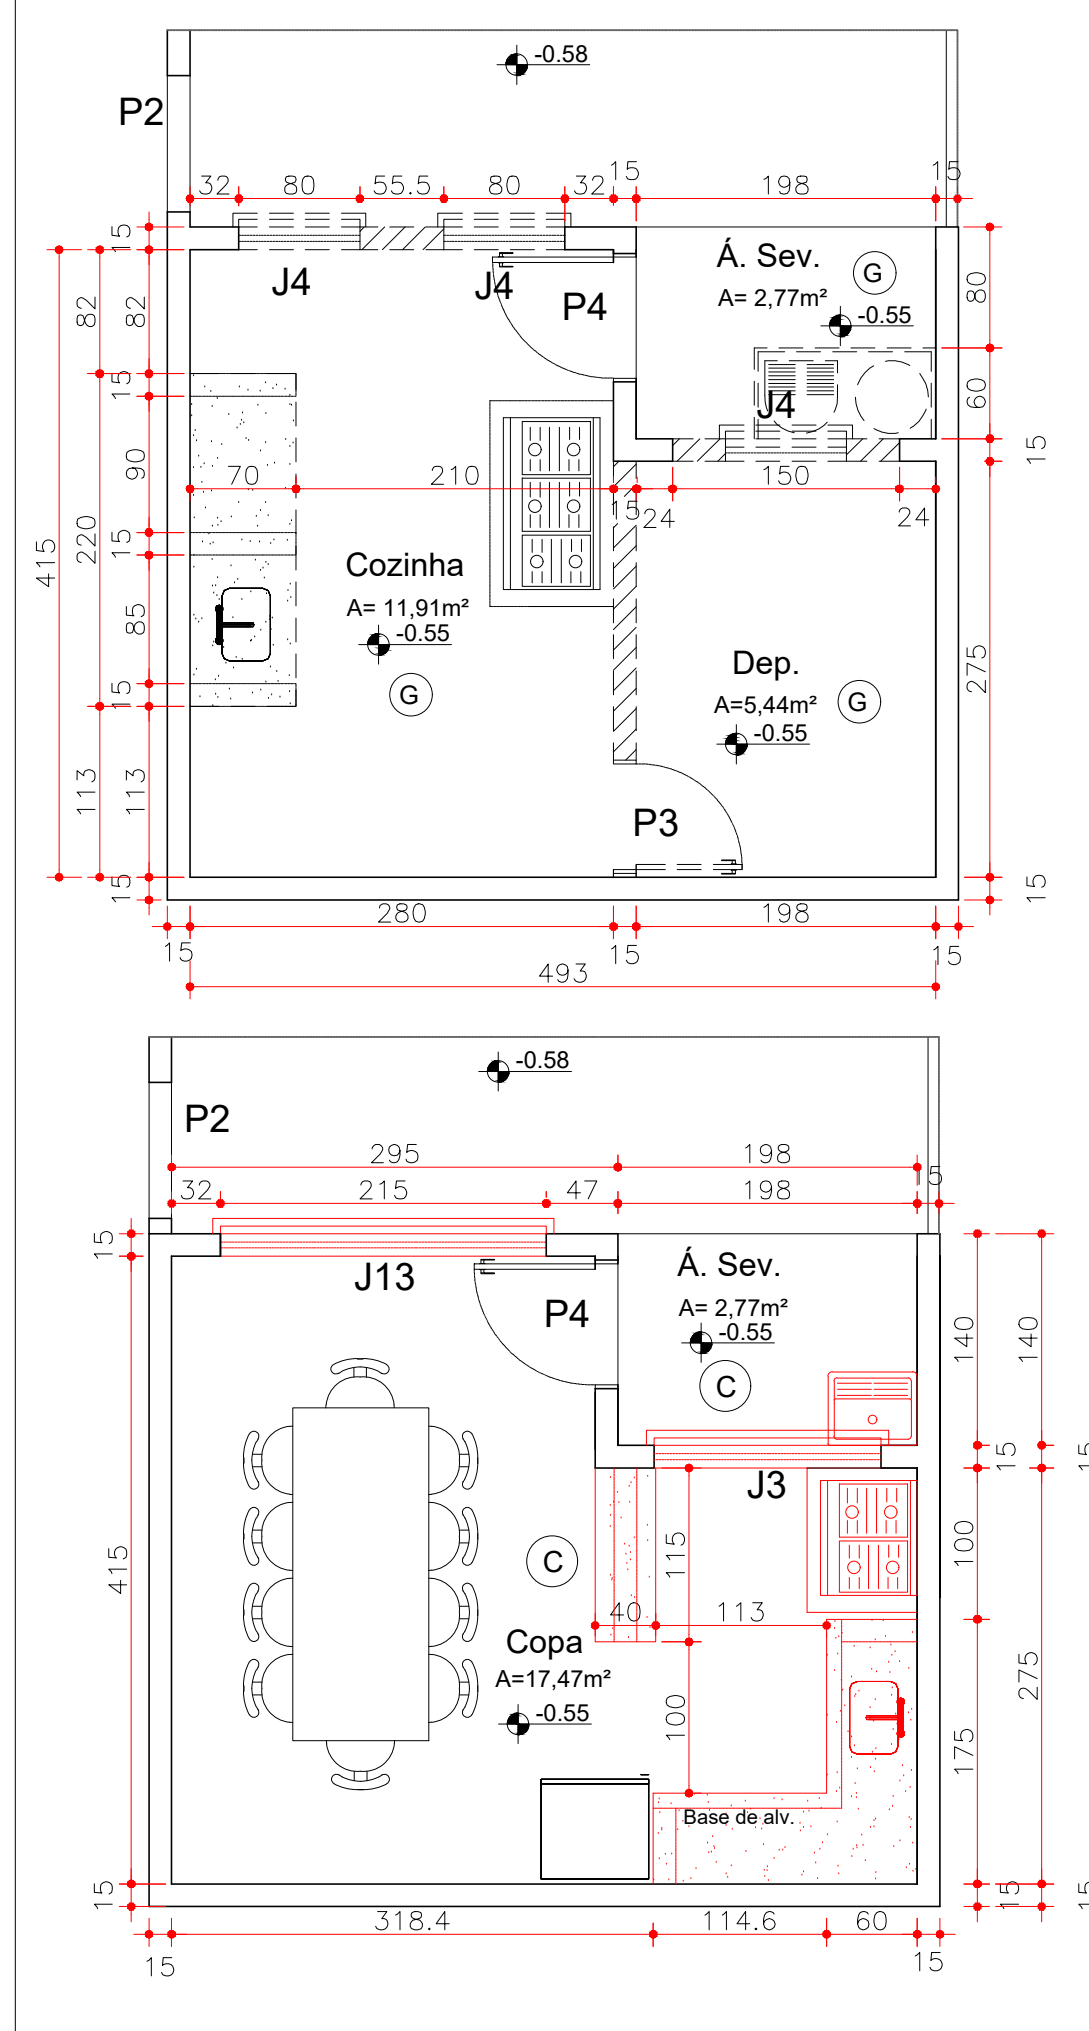 -0.58
P2
15
15
32
80
55.5
80
32
198
15
Á. Sev.
G
J4
J4
A= 2,77m²
80
82
82
P4
-0.55
15
60
J4
90
15
70
210
150
15
24
24
220
15
415
Cozinha
A= 11,91m²
-0.55
85
Dep.
275
G
A=5,44m²
G
15
-0.55
113
113
P3
15
15
280
198
15
15
15
493
-0.58
P2
295
198
15
32
215
47
198
15
Á. Sev.
J13
A= 2,77m²
P4
-0.55
140
140
C
15
15
J3
100
115
415
C
40
113
Copa
A=17,47m²
275
-0.55
100
175
Base de alv.
15
15
15
318.4
114.6
60
15
15